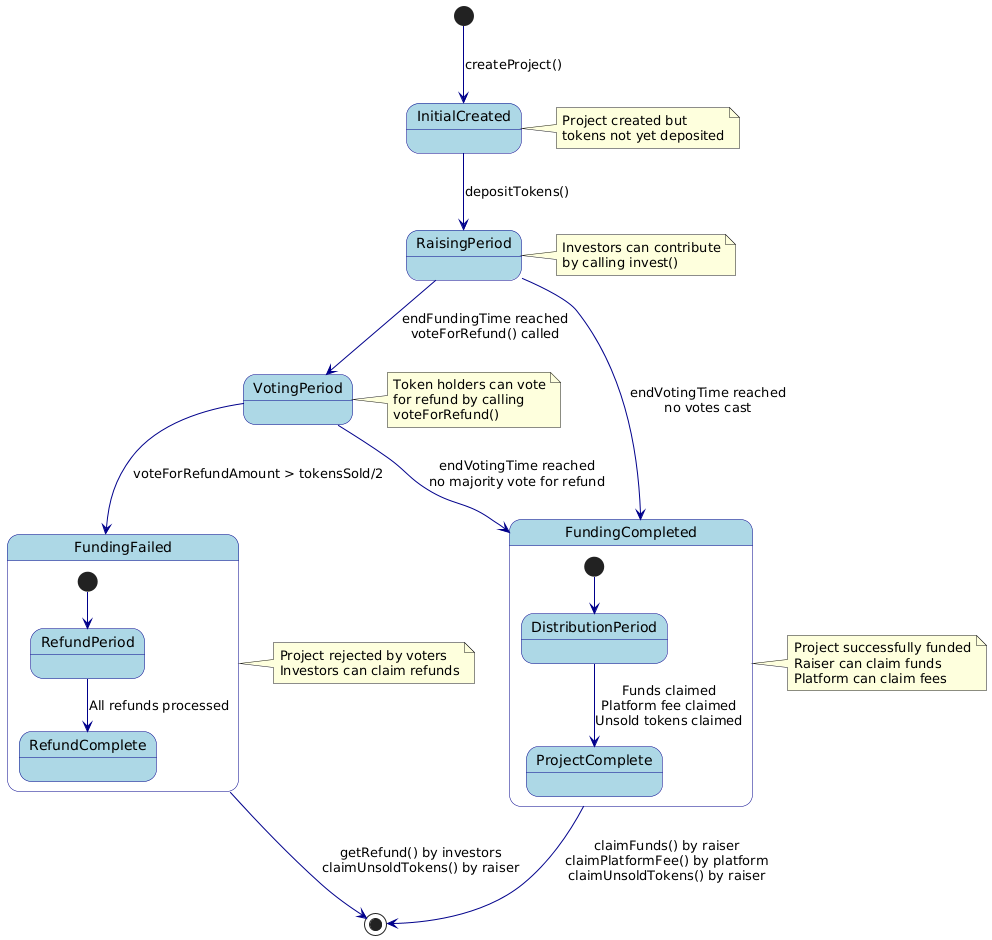 createProject()
InitialCreated
Project created but
tokens not yet deposited
depositTokens()
RaisingPeriod
Investors can contribute
by calling invest()
endFundingTime reached
voteForRefund() called
endVotingTime reached
no votes cast
VotingPeriod
Token holders can vote
for refund by calling
voteForRefund()
voteForRefundAmount > tokensSold/2
endVotingTime reached
no majority vote for refund
FundingFailed
RefundPeriod
All refunds processed
RefundComplete
Project rejected by voters
Investors can claim refunds
FundingCompleted
DistributionPeriod
Funds claimed
Platform fee claimed
Unsold tokens claimed
ProjectComplete
Project successfully funded
Raiser can claim funds
Platform can claim fees
getRefund() by investors
claimUnsoldTokens() by raiser
claimFunds() by raiser
claimPlatformFee() by platform
claimUnsoldTokens() by raiser